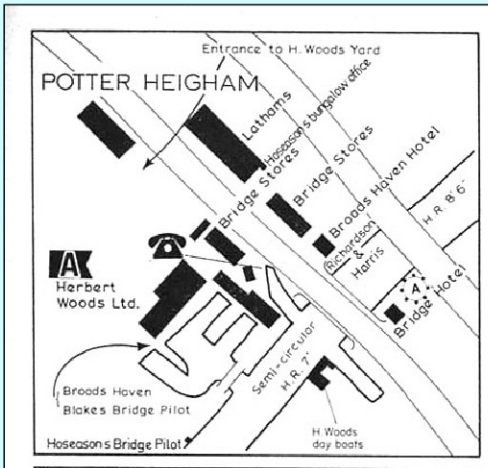 Entrance to H. Woods Yard
POTTER HEIGHAM
Lathams
Hoseason's bungalow office
Bridge Stores
Bridge Stores
Broads Haven Hotel
H.R. 8'6"
Richardson
&
Harris
A
Bridge Hotel
A
Herbert
Woods Ltd.
Semi-circular
H.R. 7'
Broads Haven
Blakes Bridge Pilot
Hoseason's Bridge Pilot
H. Woods
day boats